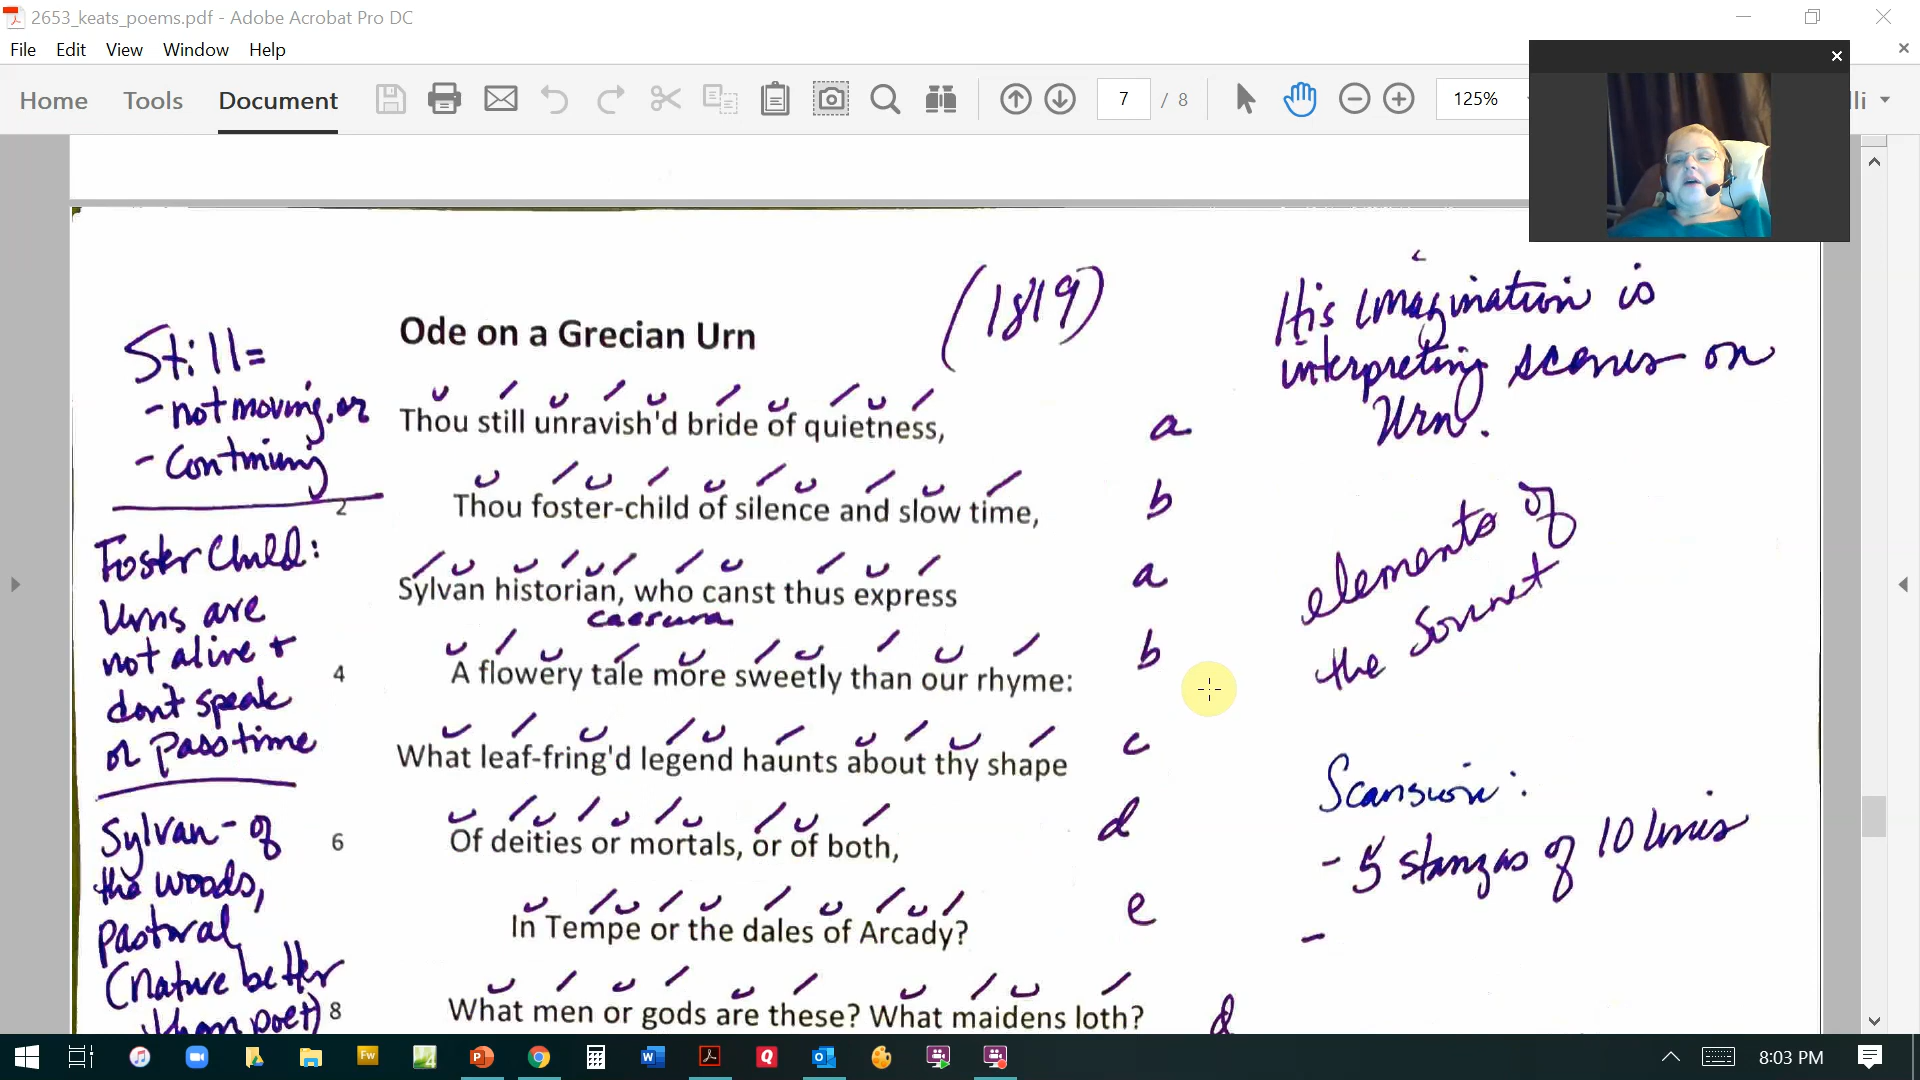 2653_keats_poems.pdf - Adobe Acrobat Pro DC
File Edit View Window Help
Home Tools Document
7 / 8
125%
lli
Ode on a Grecian Urn
(1819)
Thou still unravish'd bride of quietness, a
Thou foster-child of silence and slow time, b
2
Sylvan historian, who canst thus express a
caesura
4 A flowery tale more sweetly than our rhyme: b
What leaf-fring'd legend haunts about thy shape c
6 Of deities or mortals, or of both, d
In Tempe or the dales of Arcady? e
8 What men or gods are these? What maidens loth? d
Still=
- not moving, or
- Continuing
Foster Child:
Urns are
not alive +
dont speak
or Pass time
Sylvan - of
the woods,
Pastoral
(nature better
than poet)
His imagination is
interpreting scenes on
Urn.
elements of
the Sonnet
Scansion:
- 5 stanzas of 10 lines
-
Fw
8:03 PM